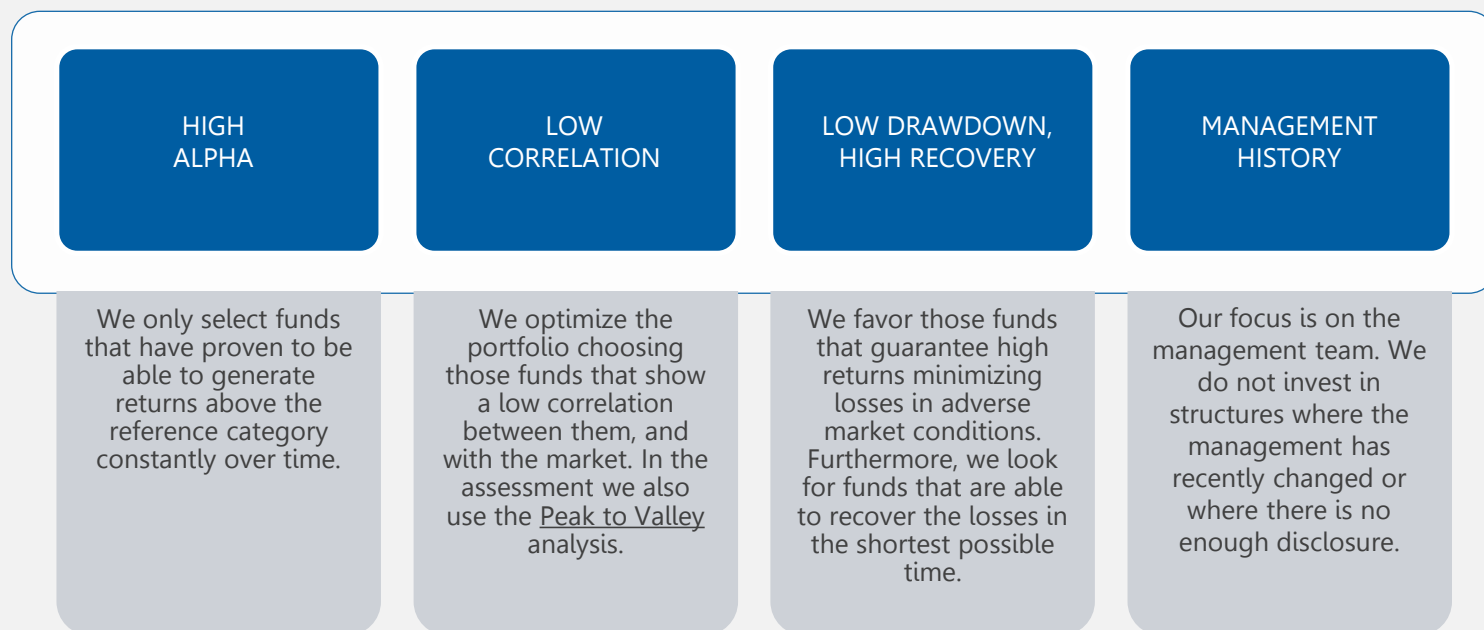 HIGH
ALPHA
We only select funds
that have proven to be
able to generate
returns above the
reference category
constantly over time.
LOW
CORRELATION
We optimize the
portfolio choosing
those funds that show
a low correlation
between them, and
with the market. In the
assessment we also
use the Peak to Valley
analysis.
LOW DRAWDOWN,
HIGH RECOVERY
We favor those funds
that guarantee high
returns minimizing
losses in adverse
market conditions.
Furthermore, we look
for funds that are able
to recover the losses in
the shortest possible
time.
MANAGEMENT
HISTORY
Our focus is on the
management team. We
do not invest in
structures where the
management has
recently changed or
where there is no
enough disclosure.